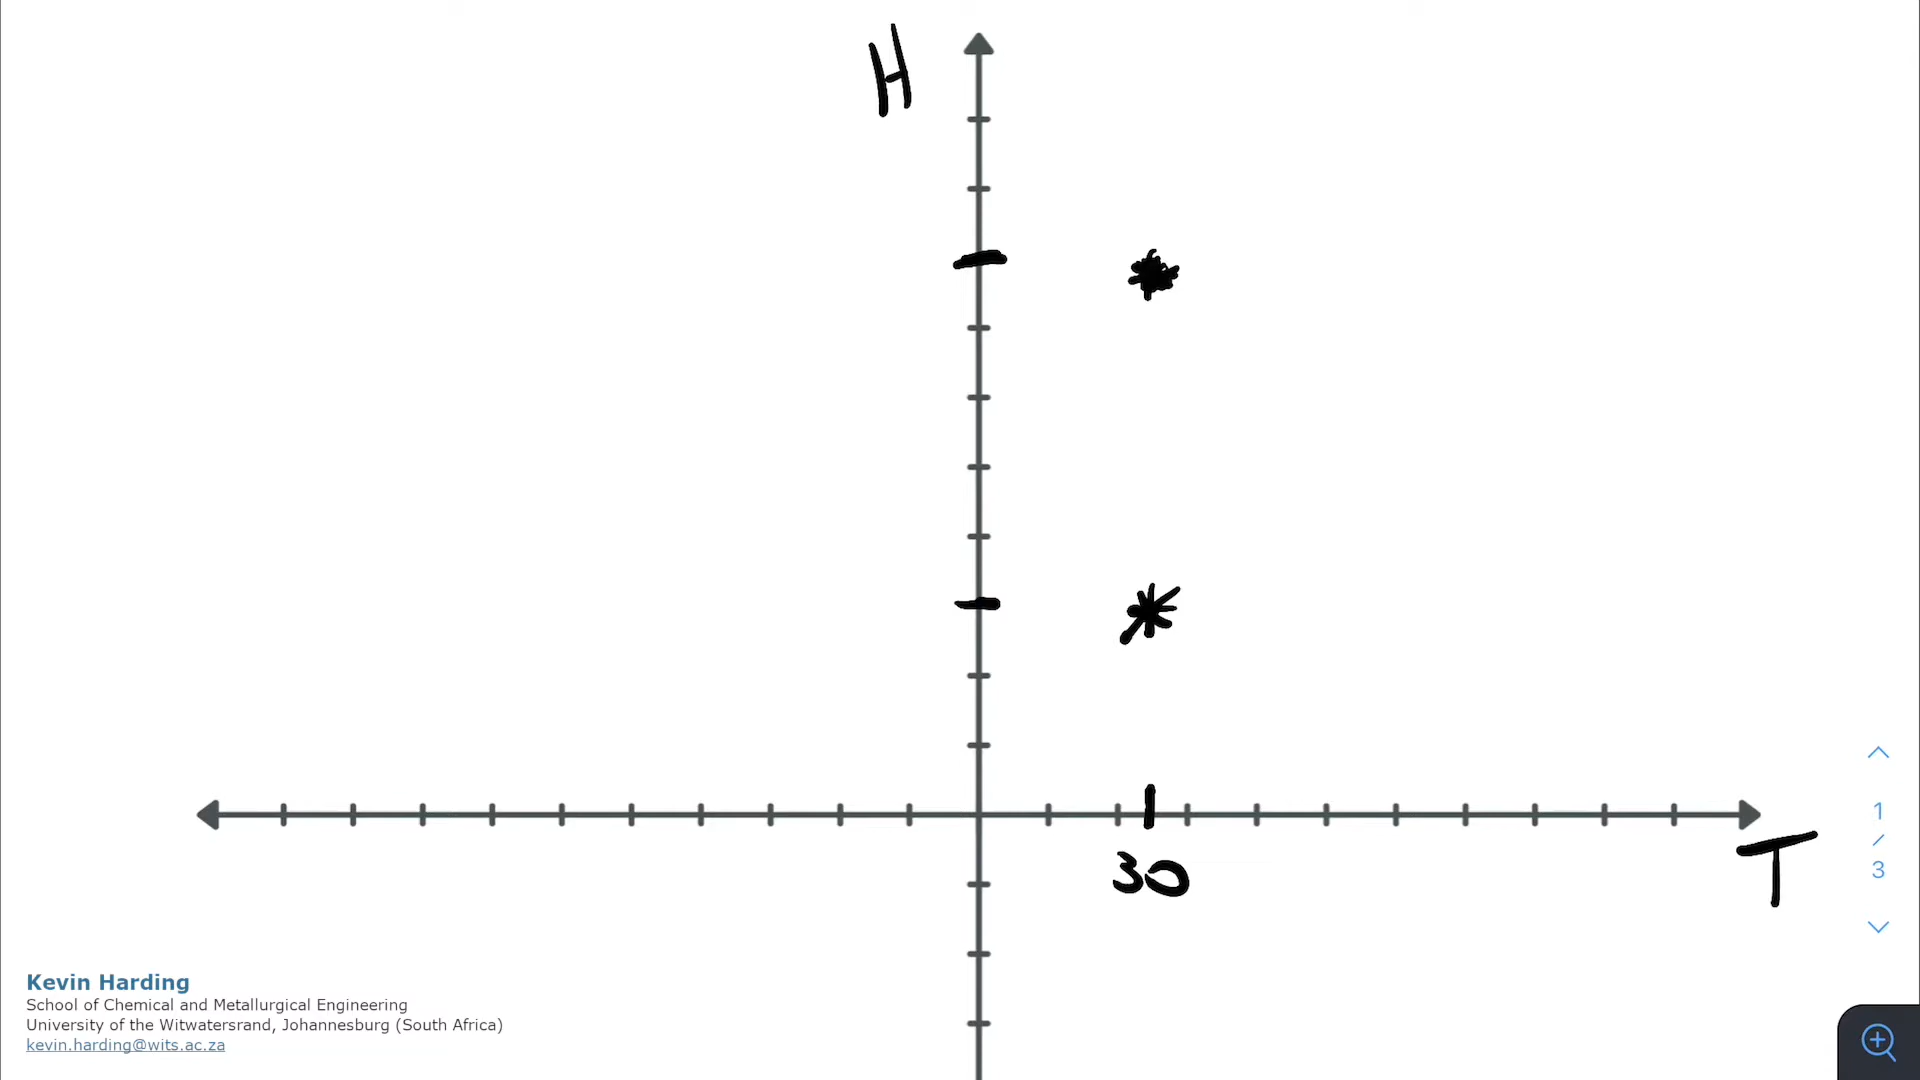 H
30
T
1
/
3
Kevin Harding
School of Chemical and Metallurgical Engineering
University of the Witwatersrand, Johannesburg (South Africa)
kevin.harding@wits.ac.za